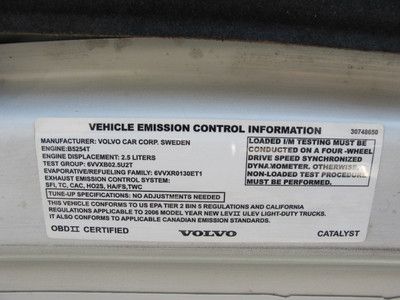 VEHICLE EMISSION CONTROL INFORMATION
30748650
MANUFACTURER: VOLVO CAR CORP. SWEDEN
ENGINE:B5254T
ENGINE DISPLACEMENT: 2.5 LITERS
TEST GROUP: 6VVXB02.5U2T
EVAPORATIVE/REFUELING FAMILY: 6VVXR0130ET1
EXHAUST EMISSION CONTROL SYSTEM:
SFI, TC, CAC, HO2S, HA/FS,TWC
LOADED I/M TESTING MUST BE
CONDUCTED ON A FOUR -WHEEL
DRIVE SPEED SYNCHRONIZED
DYNAMOMETER. OTHERWISE
NON-LOADED TEST PROCEDURE
MUST BE PERFORMED.
TUNE-UP SPECIFICATIONS: NO ADJUSTMENTS NEEDED
THIS VEHICLE CONFORMS TO US EPA TIER 2 BIN 5 REGULATIONS AND CALIFORNIA
REGULATIONS APPLICABLE TO 2006 MODEL YEAR NEW LEVII ULEV LIGHT-DUTY TRUCKS.
IT ALSO CONFORMS TO APPLICABLE CANADIAN EMISSION STANDARDS.
OBDII CERTIFIED
VOLVO
CATALYST